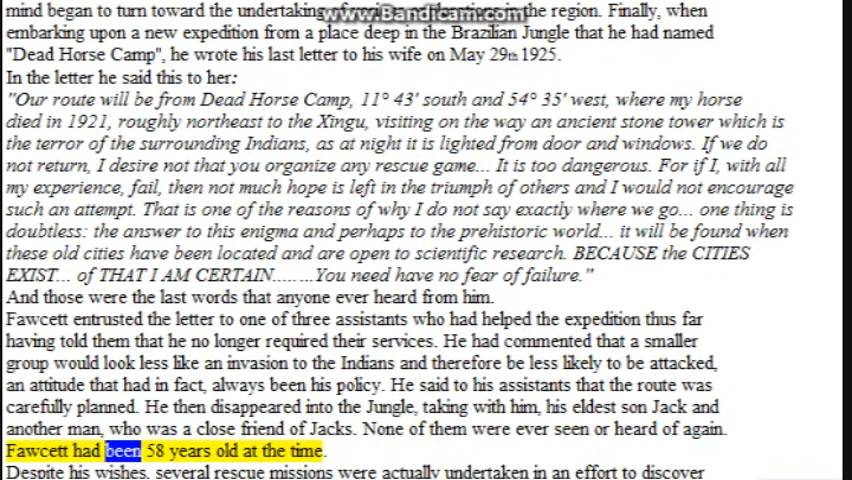 mind began to turn toward the undertaking in the region. Finally, when
www.Bandicam.com
embarking upon a new expedition from a place deep in the Brazilian Jungle that he had named
"Dead Horse Camp", he wrote his last letter to his wife on May 29th 1925.
In the letter he said this to her:
"Our route will be from Dead Horse Camp, 11° 43' south and 54° 35' west, where my horse
died in 1921, roughly northeast to the Xingu, visiting on the way an ancient stone tower which is
the terror of the surrounding Indians, as at night it is lighted from door and windows. If we do
not return, I desire not that you organize any rescue game... It is too dangerous. For if I, with all
my experience, fail, then not much hope is left in the triumph of others and I would not encourage
such an attempt. That is one of the reasons of why I do not say exactly where we go... one thing is
doubtless: the answer to this enigma and perhaps to the prehistoric world... it will be found when
these old cities have been located and are open to scientific research. BECAUSE the CITIES
EXIST... of THAT I AM CERTAIN........You need have no fear of failure."
And those were the last words that anyone ever heard from him.
Fawcett entrusted the letter to one of three assistants who had helped the expedition thus far
having told them that he no longer required their services. He had commented that a smaller
group would look less like an invasion to the Indians and therefore be less likely to be attacked,
an attitude that had in fact, always been his policy. He said to his assistants that the route was
carefully planned. He then disappeared into the Jungle, taking with him, his eldest son Jack and
another man, who was a close friend of Jacks. None of them were ever seen or heard of again.
Fawcett had been 58 years old at the time.
Despite his wishes, several rescue missions were actually undertaken in an effort to discover